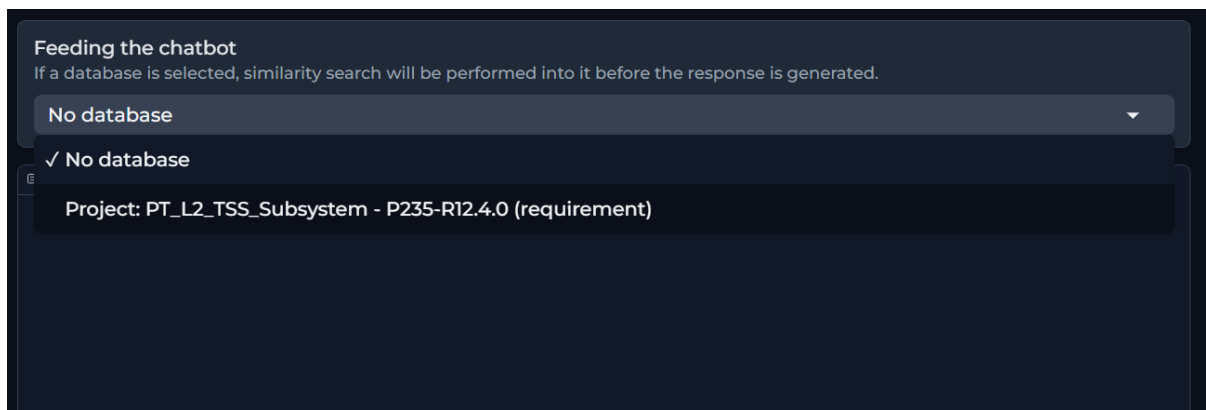 Feeding the chatbot
If a database is selected, similarity search will be performed into it before the response is generated.
No database
✓ No database
Project: PT_L2_TSS_Subsystem - P235-R12.4.0 (requirement)